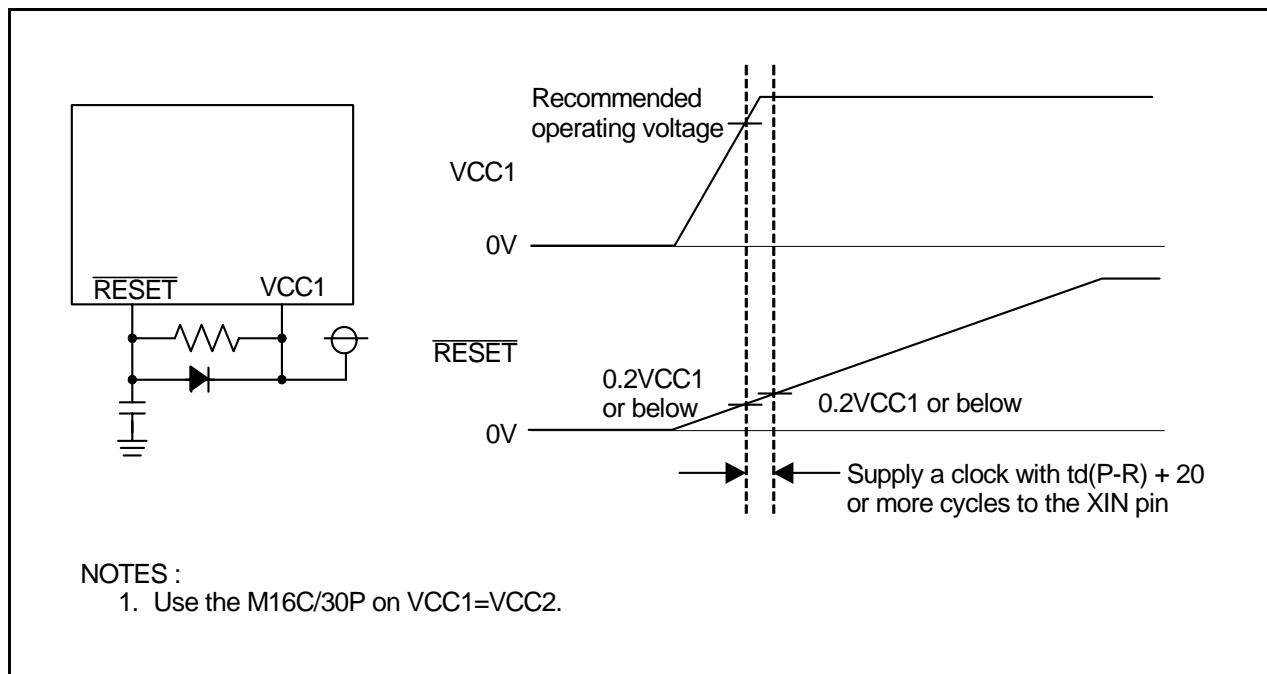 RESET
VCC1
Recommended
operating voltage
VCC1
0V
RESET
0.2VCC1
or below
0.2VCC1 or below
0V
Supply a clock with td(P-R) + 20
or more cycles to the XIN pin
NOTES :
1. Use the M16C/30P on VCC1=VCC2.